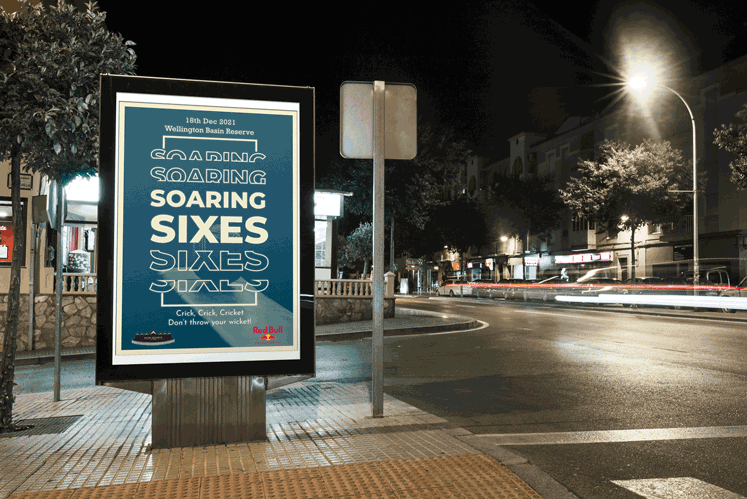 18th Dec 2021
Wellington Basin Reserve
SOARING
SOARING
SOARING
SIXES
SIXES
SIXES
Crick, Crick, Cricket
Don't throw your wicket!
Red Bull